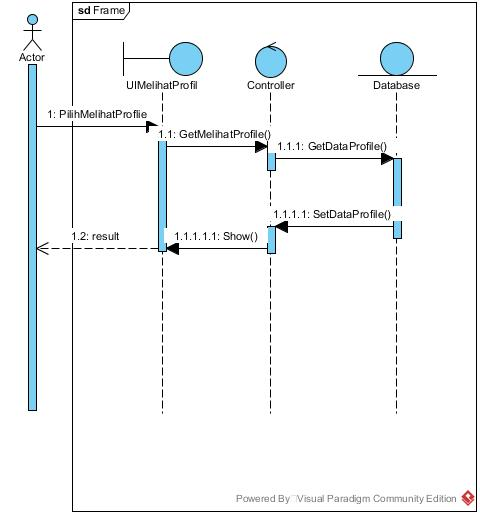 sd Frame
Actor
UIMelihatProfil
Controller
Database
1: PilihMelihatProflie
1.1: GetMelihatProfile()
1.1.1: GetDataProfile()
1.1.1.1: SetDataProfile()
1.2: result
1.1.1.1.1: Show()
Powered By Visual Paradigm Community Edition